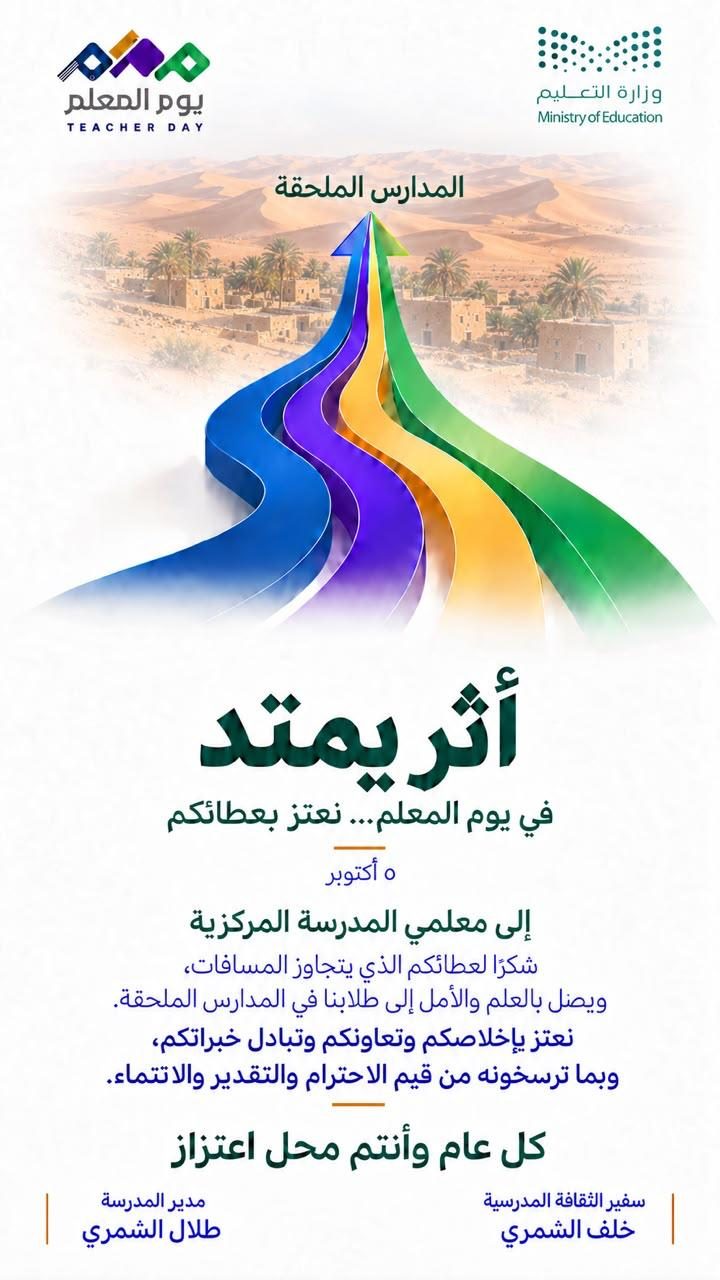 يوم المعلم
TEACHER DAY
وزارة التعليم
Ministry of Education
المدارس الملحقة
أثر يمتد
في يوم المعلم... نعتز بعطائكم
٥ أكتوبر
إلى معلمي المدرسة المركزية
شكرًا لعطائكم الذي يتجاوز المسافات،
ويصل بالعلم والأمل إلى طلابنا في المدارس الملحقة.
نعتز بإخلاصكم وتعاونكم وتبادل خبراتكم،
وبما ترسخونه من قيم الاحترام والتقدير والانتماء.
كل عام وأنتم محل اعتزاز
سفير الثقافة المدرسية
خلف الشمري
مدير المدرسة
طلال الشمري